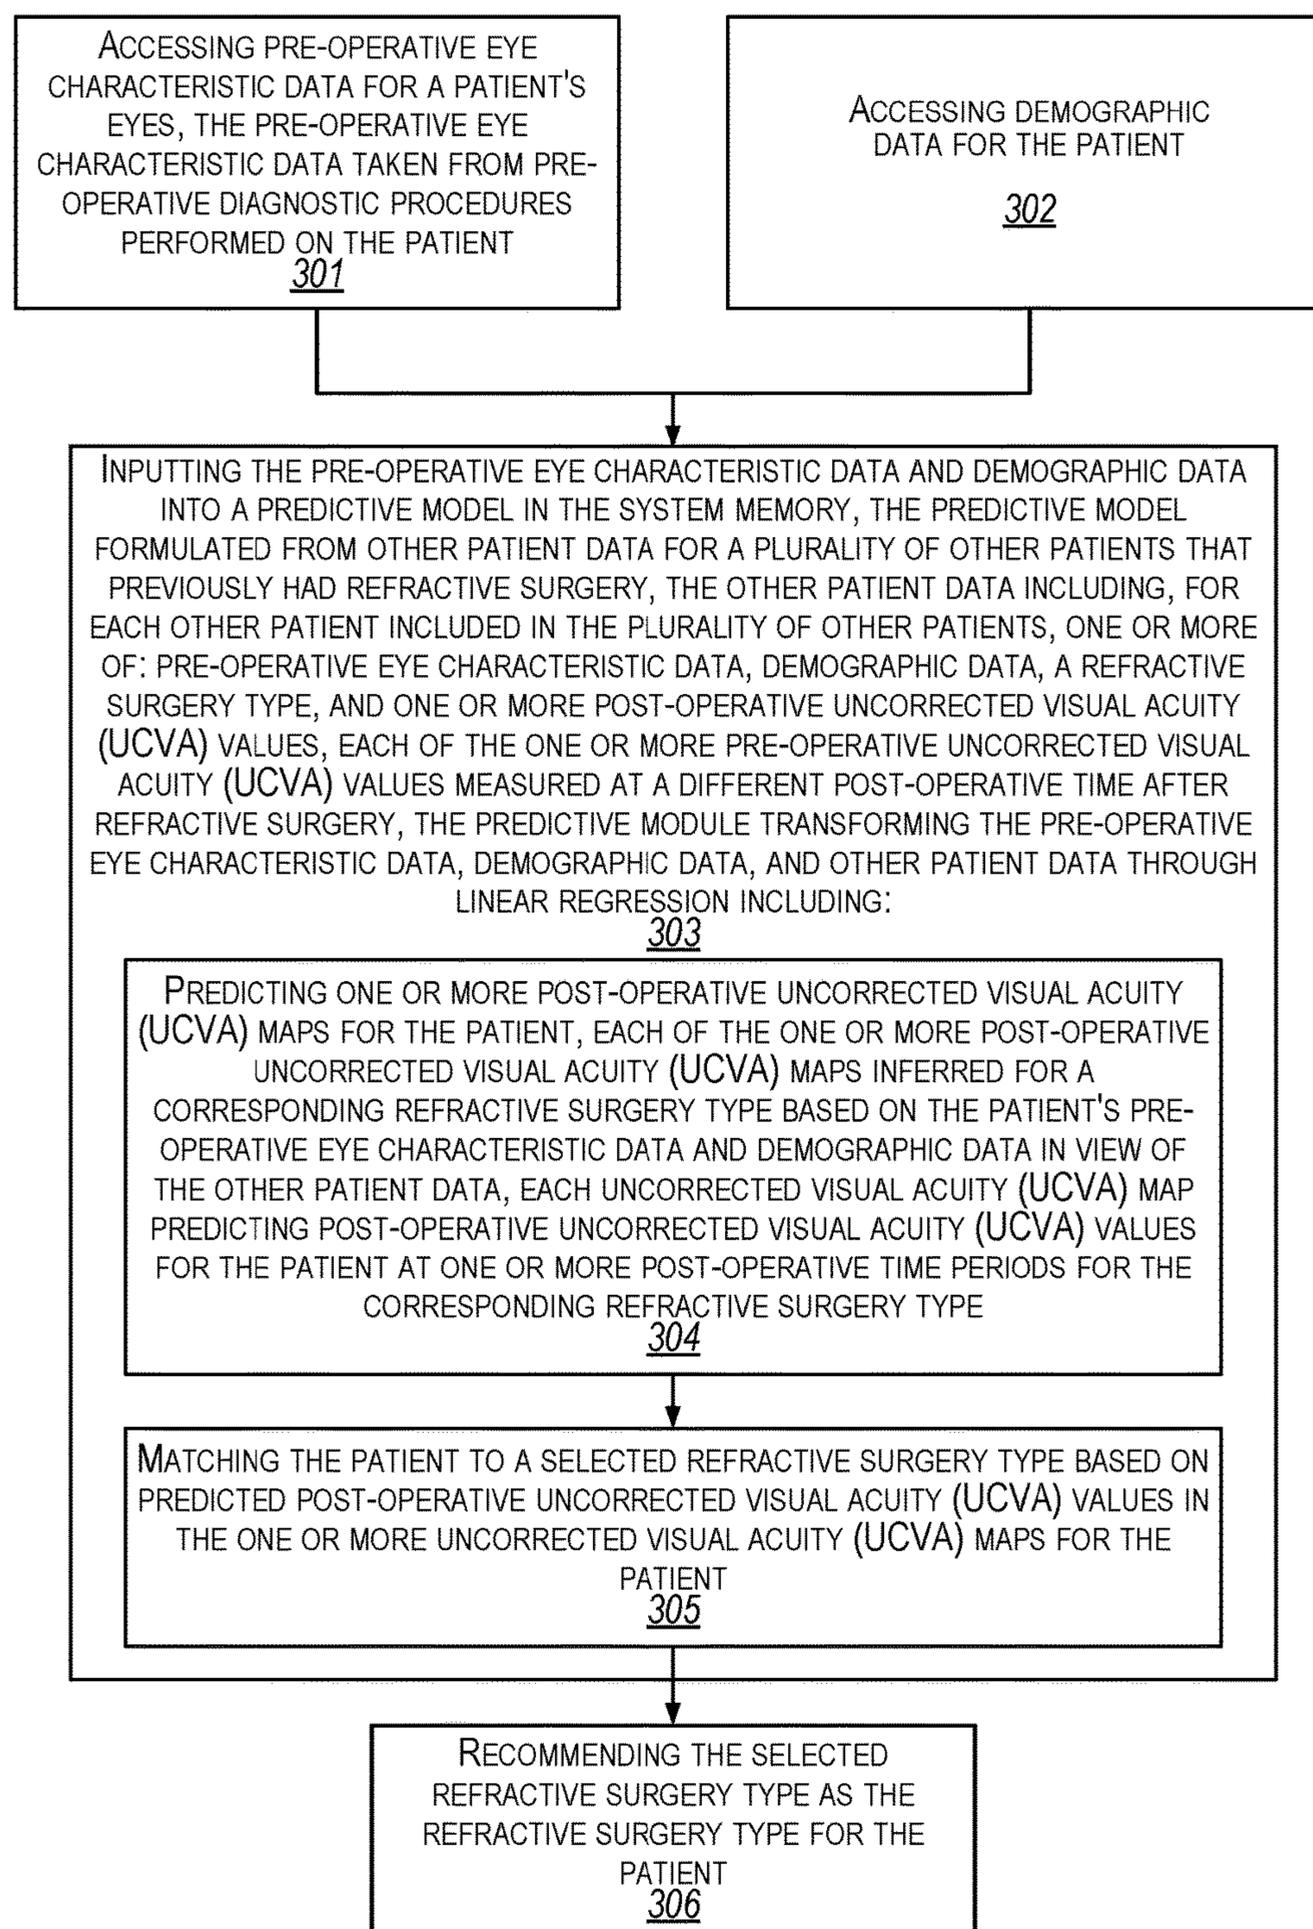 ACCESSING PRE-OPERATIVE EYE
CHARACTERISTIC DATA FOR A PATIENT'S
EYES, THE PRE-OPERATIVE EYE
CHARACTERISTIC DATA TAKEN FROM PRE-
OPERATIVE DIAGNOSTIC PROCEDURES
PERFORMED ON THE PATIENT
301
ACCESSING DEMOGRAPHIC
DATA FOR THE PATIENT
302
INPUTTING THE PRE-OPERATIVE EYE CHARACTERISTIC DATA AND DEMOGRAPHIC DATA
INTO A PREDICTIVE MODEL IN THE SYSTEM MEMORY, THE PREDICTIVE MODEL
FORMULATED FROM OTHER PATIENT DATA FOR A PLURALITY OF OTHER PATIENTS THAT
PREVIOUSLY HAD REFRACTIVE SURGERY, THE OTHER PATIENT DATA INCLUDING, FOR
EACH OTHER PATIENT INCLUDED IN THE PLURALITY OF OTHER PATIENTS, ONE OR MORE
OF: PRE-OPERATIVE EYE CHARACTERISTIC DATA, DEMOGRAPHIC DATA, A REFRACTIVE
SURGERY TYPE, AND ONE OR MORE POST-OPERATIVE UNCORRECTED VISUAL ACUITY
(UCVA) VALUES, EACH OF THE ONE OR MORE PRE-OPERATIVE UNCORRECTED VISUAL
ACUITY (UCVA) VALUES MEASURED AT A DIFFERENT POST-OPERATIVE TIME AFTER
REFRACTIVE SURGERY, THE PREDICTIVE MODULE TRANSFORMING THE PRE-OPERATIVE
EYE CHARACTERISTIC DATA, DEMOGRAPHIC DATA, AND OTHER PATIENT DATA THROUGH
LINEAR REGRESSION INCLUDING:
303
PREDICTING ONE OR MORE POST-OPERATIVE UNCORRECTED VISUAL ACUITY
(UCVA) MAPS FOR THE PATIENT, EACH OF THE ONE OR MORE POST-OPERATIVE
UNCORRECTED VISUAL ACUITY (UCVA) MAPS INFERRED FOR A
CORRESPONDING REFRACTIVE SURGERY TYPE BASED ON THE PATIENT'S PRE-
OPERATIVE EYE CHARACTERISTIC DATA AND DEMOGRAPHIC DATA IN VIEW OF
THE OTHER PATIENT DATA, EACH UNCORRECTED VISUAL ACUITY (UCVA) MAP
PREDICTING POST-OPERATIVE UNCORRECTED VISUAL ACUITY (UCVA) VALUES
FOR THE PATIENT AT ONE OR MORE POST-OPERATIVE TIME PERIODS FOR THE
CORRESPONDING REFRACTIVE SURGERY TYPE
304
MATCHING THE PATIENT TO A SELECTED REFRACTIVE SURGERY TYPE BASED ON
PREDICTED POST-OPERATIVE UNCORRECTED VISUAL ACUITY (UCVA) VALUES IN
THE ONE OR MORE UNCORRECTED VISUAL ACUITY (UCVA) MAPS FOR THE
PATIENT
305
RECOMMENDING THE SELECTED
REFRACTIVE SURGERY TYPE AS THE
REFRACTIVE SURGERY TYPE FOR THE
PATIENT
306